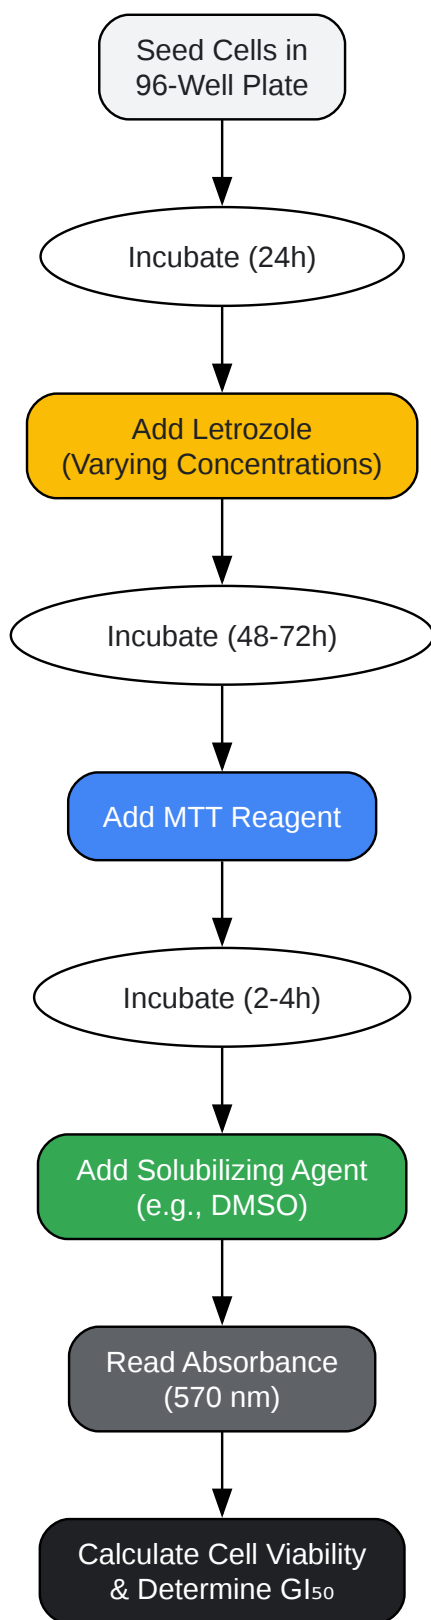 Seed Cells in
96-Well Plate
Incubate (24h)
Add Letrozole
(Varying Concentrations)
Incubate (48-72h)
Add MTT Reagent
Incubate (2-4h)
Add Solubilizing Agent
(e.g., DMSO)
Read Absorbance
(570 nm)
Calculate Cell Viability
& Determine GI₅₀